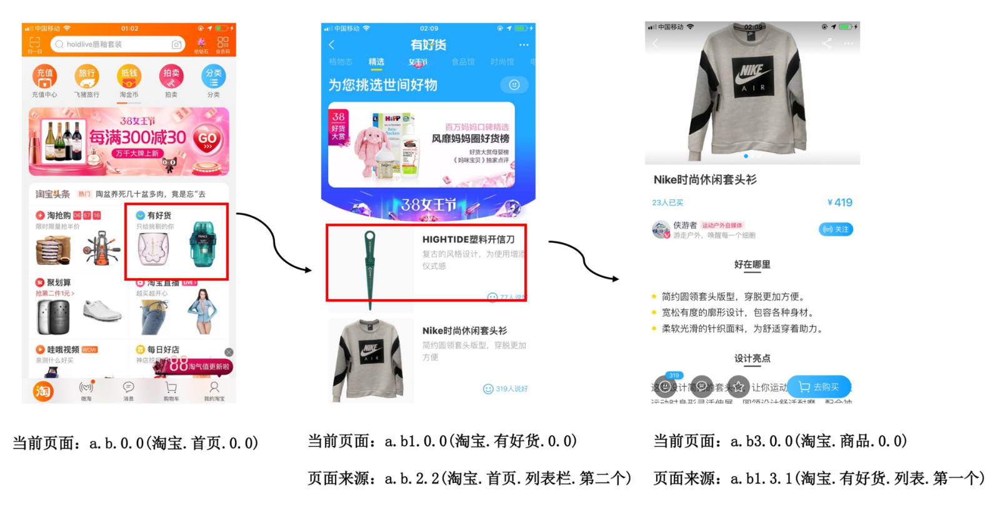 中国移动
01:02
扫一扫
holdlive唇釉套装
抢钻石
会员码
充值
旅行
抵钱
拍卖
分类
充值中心
飞猪旅行
淘金币
拍卖
分类
38女王节
每满300减30
GO
万千大牌上新
淘宝头条
热门
陶盆养死几十盆多肉，竟是忘“去
淘抢购
06:57:16
限时限量抢半价
有好货
只给挑剔的你
PRINCE
聚划算
抢第二件1元>
淘宝直播
LIVE
越买越开心
哇哦视频
WOW
亲测什么好买
每日好店
神店挖掘
88
淘气值更新啦
淘
微淘
消息
购物车
我的淘宝
当前页面：a.b.0.0(淘宝.首页.0.0)
中国移动
02:09
有好货
格物志
精选
女王节
食品馆
时尚馆
为您挑选世间好物
38
好货
大赏
HiPP
百万妈妈口碑精选
风靡妈妈圈好货榜
好货大赏母婴榜
《妈咪宝贝》独家点评
38女王节
HIGHTIDE塑料开信刀
复古的风格设计，为使用增添
仪式感
77人说好
NIKE
AIR
Nike时尚休闲套头衫
简约圆领套头版型，穿脱更加
方便
319人说好
当前页面：a.b1.0.0(淘宝.有好货.0.0)
页面来源：a.b.2.2(淘宝.首页.列表栏.第二个)
中国移动
02:09
NIKE
AIR
Nike时尚休闲套头衫
23人已买
¥419
侠游者
运动户外自媒体
游走户外，唤醒每一个细胞
关注
好在哪里
简约圆领套头版型，穿脱更加方便。
宽松有度的廓形设计，包容各种身材。
柔软光滑的针织面料，为舒适穿着助力。
设计亮点
319
去购买
当前页面：a.b3.0.0(淘宝.商品.0.0)
页面来源：a.b1.3.1(淘宝.有好货.列表.第一个)